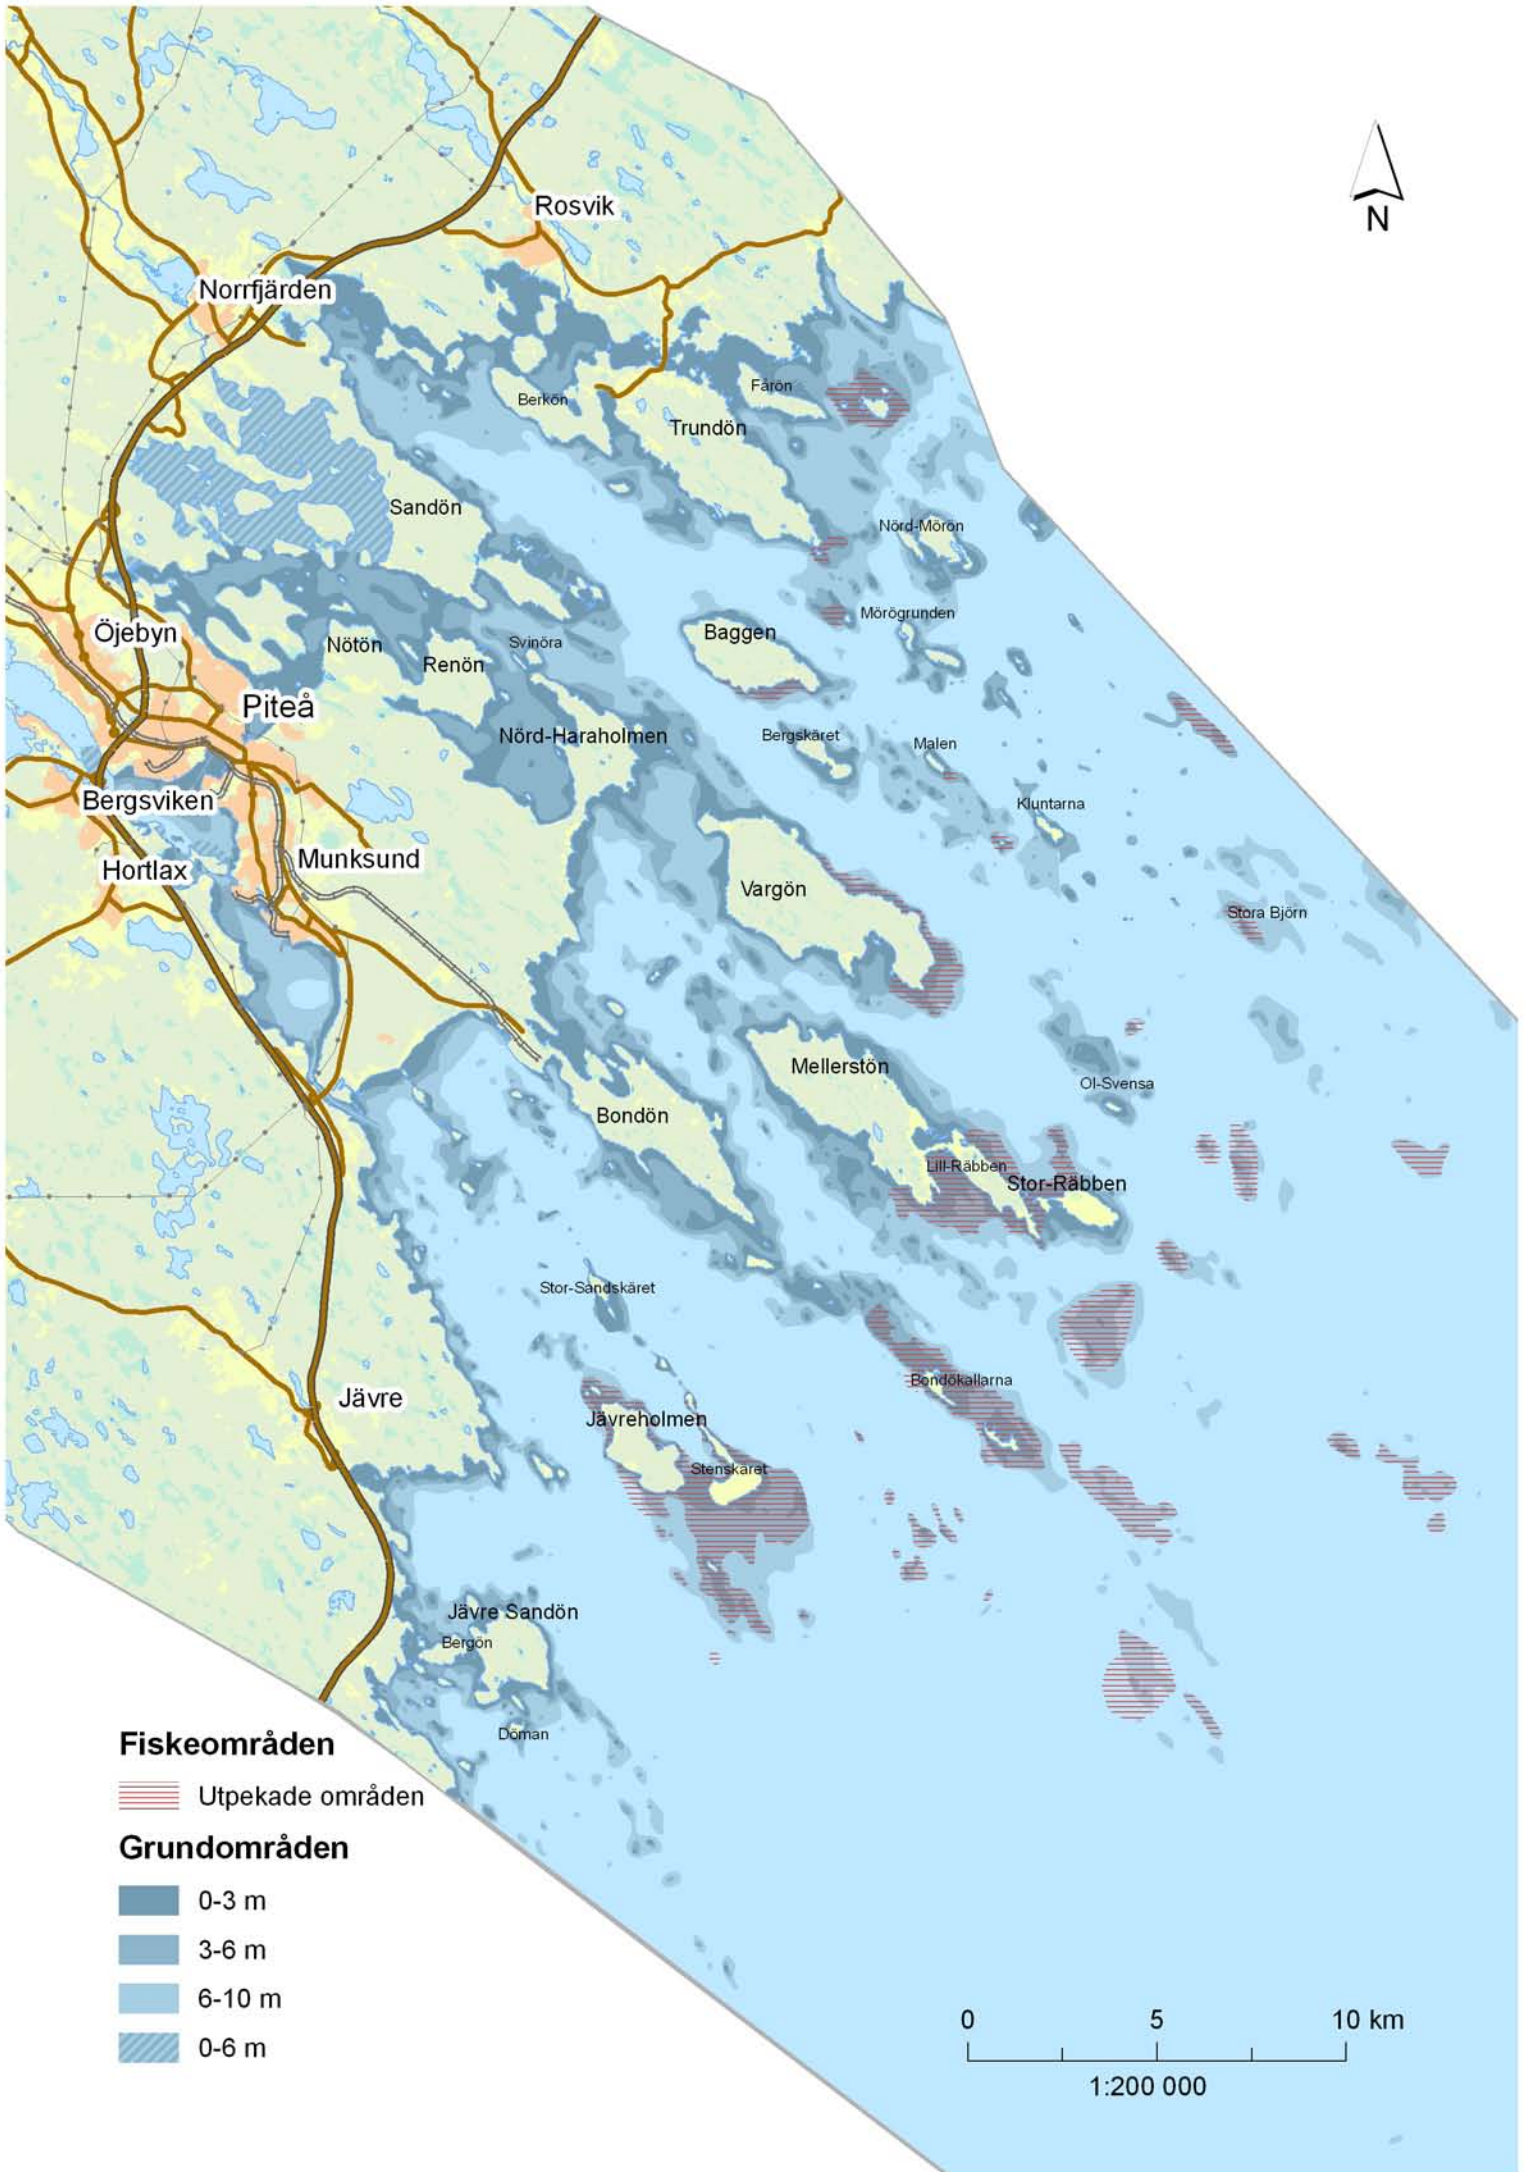 N
Rosvik
Norrfjärden
Fårön
Berkön
Trundön
Sandön
Nörd-Mörön
Mörögrunden
Öjebyn
Baggen
Nötön
Svinöra
Renön
Piteå
Nörd-Haraholmen
Bergskäret
Malen
Bergsviken
Kluntarna
Munksund
Hortlax
Vargön
Stora Björn
Mellerstön
Ol-Svensa
Bondön
Lill-Räbben
Stor-Räbben
Stor-Sandskäret
Bondökallarna
Jävre
Jävreholmen
Stenskäret
Jävre Sandön
Bergön
Döman
Fiskeområden
Utpekade områden
Grundområden
0-3 m
3-6 m
6-10 m
0-6 m
0 5 10 km
1:200 000